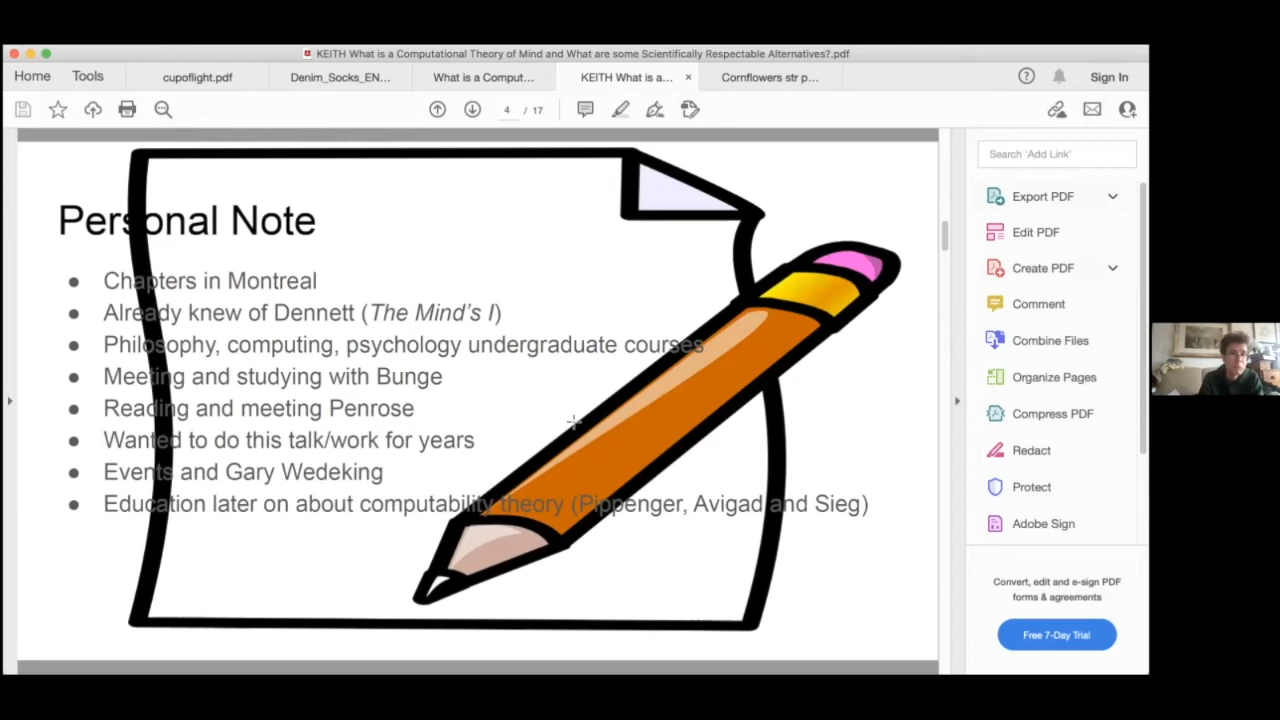 KEITH What is a Computational Theory of Mind and What are some Scientifically Respectable Alternatives?.pdf
Home Tools cupoflight.pdf Denim_Socks_EN... What is a Comput... KEITH What is a... × Cornflowers str p... Sign In
4 / 17
Search 'Add Link'
Personal Note
Chapters in Montreal
Already knew of Dennett (The Mind's I)
Philosophy, computing, psychology undergraduate courses
Meeting and studying with Bunge
Reading and meeting Penrose
Wanted to do this talk/work for years
Events and Gary Wedeking
Education later on about computability theory (Pippenger, Avigad and Sieg)
Export PDF
Edit PDF
Create PDF
Comment
Combine Files
Organize Pages
Compress PDF
Redact
Protect
Adobe Sign
Convert, edit and e-sign PDF
forms & agreements
Free 7-Day Trial